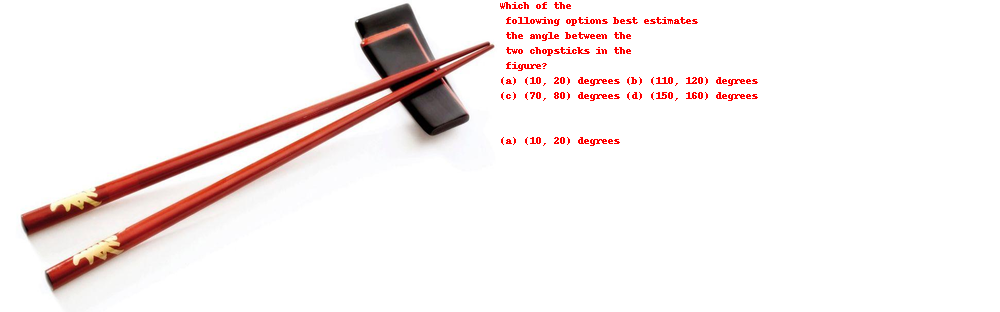 Which of the
following options best estimates
the angle between the
two chopsticks in the
figure?
(a) (10, 20) degrees (b) (110, 120) degrees
(c) (70, 80) degrees (d) (150, 160) degrees
(a) (10, 20) degrees